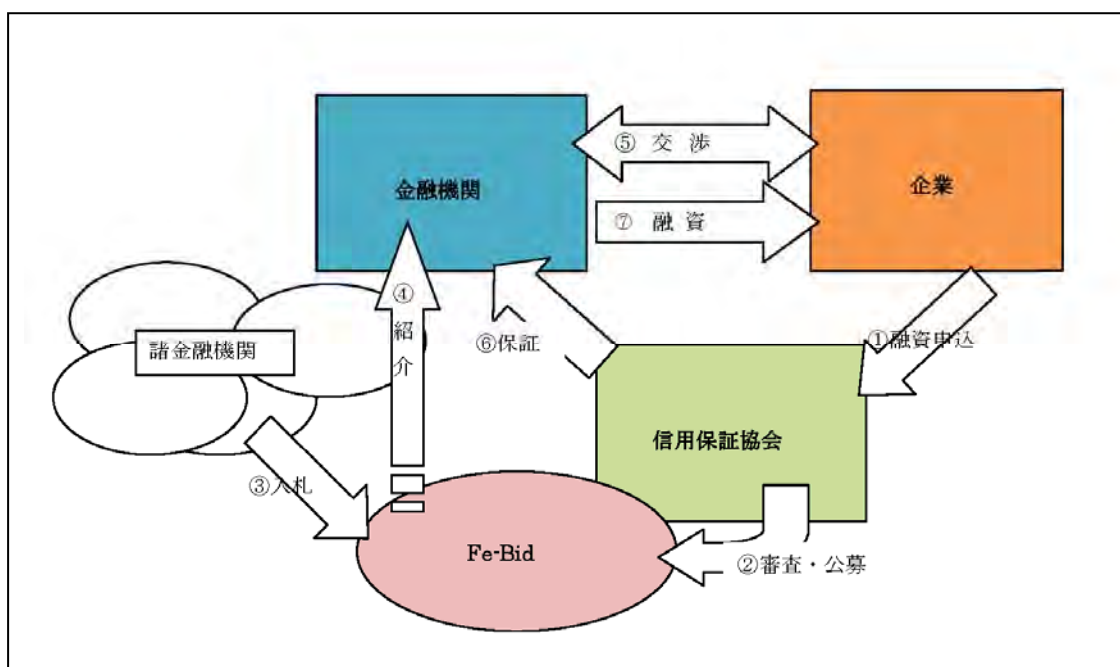 ⑤ 交 渉
金融機関
企業
⑦ 融 資
④
紹
介
⑥保証
①融資申込
諸金融機関
信用保証協会
③入札
Fe-Bid
②審査・公募